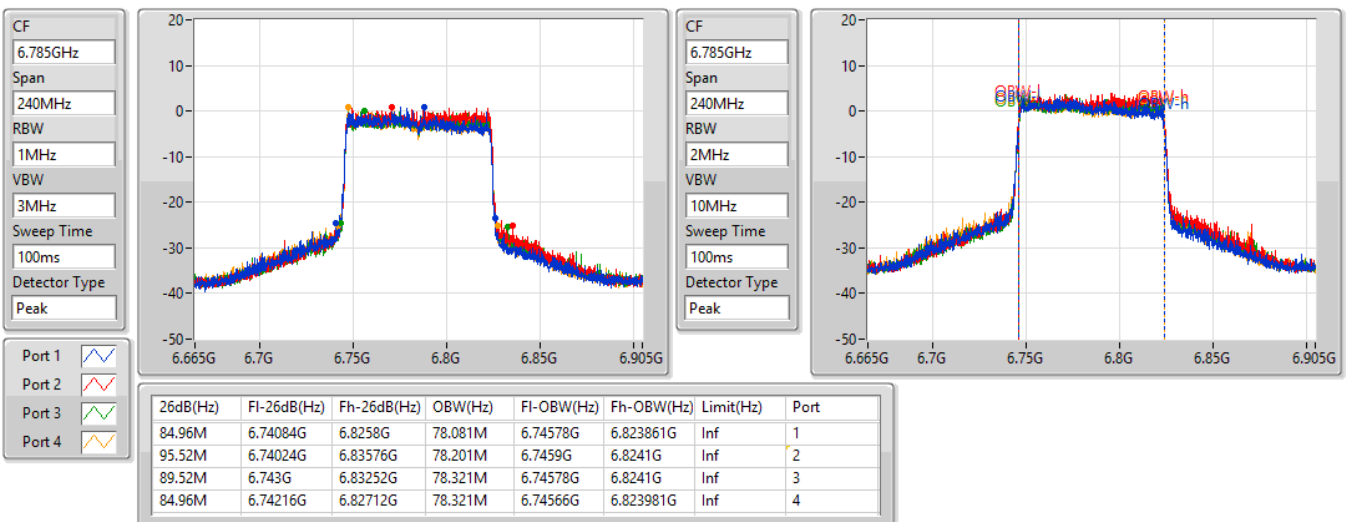 CF
6.785GHz
Span
240MHz
RBW
1MHz
VBW
3MHz
Sweep Time
100ms
Detector Type
Peak
20
10
0
-10
-20
-30
-40
-50
6.665G 6.7G 6.75G 6.8G 6.85G 6.905G
CF
6.785GHz
Span
240MHz
RBW
2MHz
VBW
10MHz
Sweep Time
100ms
Detector Type
Peak
20
10
0
-10
-20
-30
-40
-50
OBW-l OBW-h
6.665G 6.7G 6.75G 6.8G 6.85G 6.905G
Port 1
Port 2
Port 3
Port 4
26dB(Hz) Fl-26dB(Hz) Fh-26dB(Hz) OBW(Hz) Fl-OBW(Hz) Fh-OBW(Hz) Limit(Hz) Port
84.96M 6.74084G 6.8258G 78.081M 6.74578G 6.823861G Inf 1
95.52M 6.74024G 6.83576G 78.201M 6.7459G 6.8241G Inf 2
89.52M 6.743G 6.83252G 78.321M 6.74578G 6.8241G Inf 3
84.96M 6.74216G 6.82712G 78.321M 6.74566G 6.823981G Inf 4